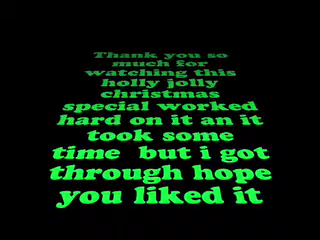 Thank you so
much for
watching this
holly jolly
christmas
special worked
hard on it an it
took some
time but i got
through hope
you liked it